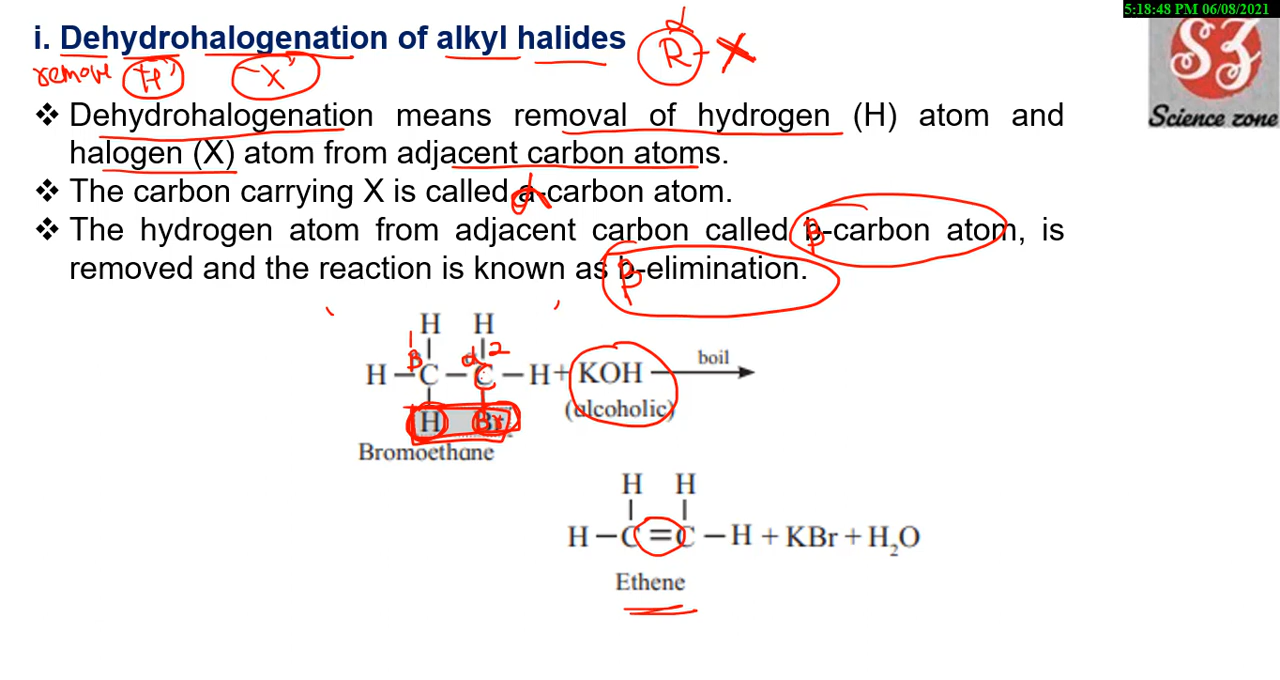 5:18:48 PM 06/08/2021
i. Dehydrohalogenation of alkyl halides
α
R - X
remove "H" "X"
SZ
Science zone
❖ Dehydrohalogenation means removal of hydrogen (H) atom and
halogen (X) atom from adjacent carbon atoms.
❖ The carbon carrying X is called α-carbon atom.
❖ The hydrogen atom from adjacent carbon called β-carbon atom, is
removed and the reaction is known as β-elimination.
H H
1 β α 2
H – C – C – H + KOH boil
(alcoholic)
H Br
Bromoethane
H H
H – C = C – H + KBr + H₂O
Ethene